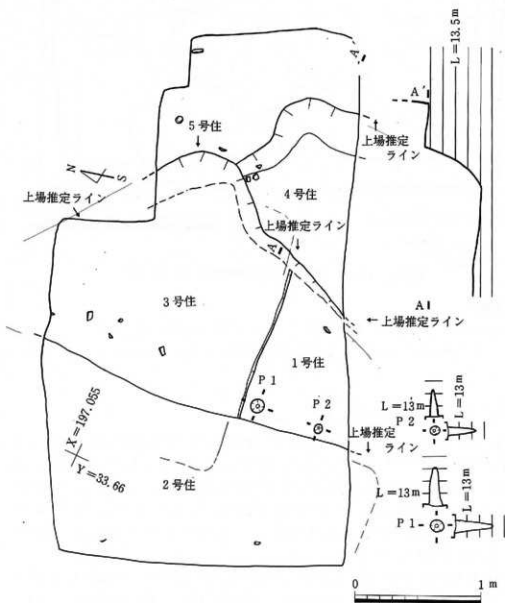 A
L=13.5m
A′
5号住
上場推定
ライン
N
S
上場推定ライン
4号住
上場推定ライン
A
3号住
A
上場推定ライン
1号住
P1
P2
上場推定
ライン
X=197.055
Y=33.66
2号住
L=13m
L=13m
P2
L=13m
L=13m
P1
0
1m